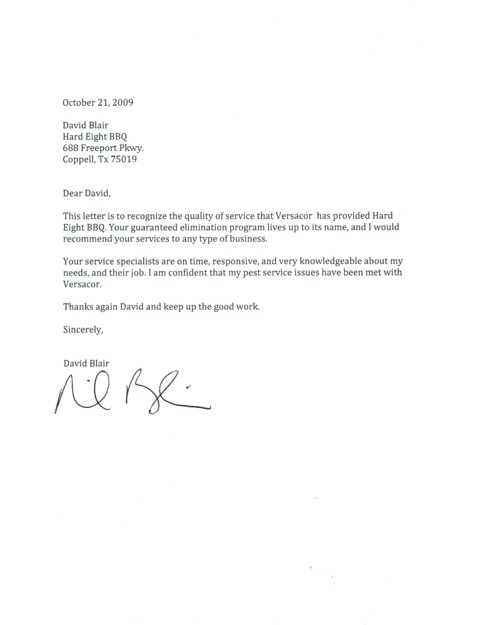 October 21, 2009
David Blair
Hard Eight BBQ
688 Freeport Pkwy.
Coppell, Tx 75019
Dear David,
This letter is to recognize the quality of service that Versacor has provided Hard
Eight BBQ. Your guaranteed elimination program lives up to its name, and I would
recommend your services to any type of business.
Your service specialists are on time, responsive, and very knowledgeable about my
needs, and their job. I am confident that my pest service issues have been met with
Versacor.
Thanks again David and keep up the good work.
Sincerely,
David Blair